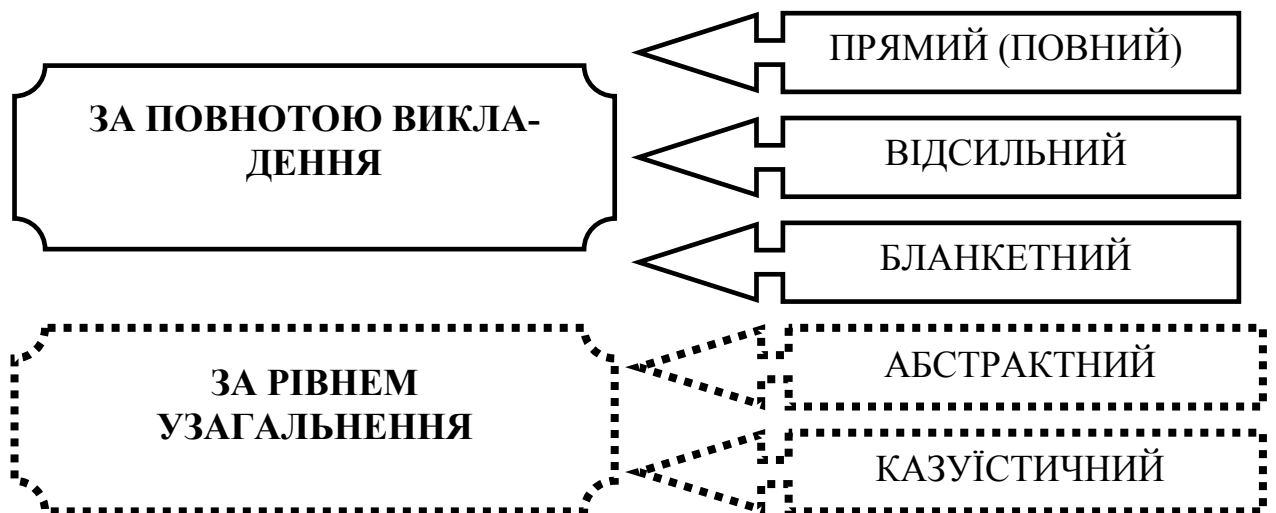 ПРЯМИЙ (ПОВНИЙ)
ЗА ПОВНОТОЮ ВИКЛА-
ДЕННЯ
ВІДСИЛЬНИЙ
БЛАНКЕТНИЙ
ЗА РІВНЕМ
УЗАГАЛЬНЕННЯ
АБСТРАКТНИЙ
КАЗУЇСТИЧНИЙ